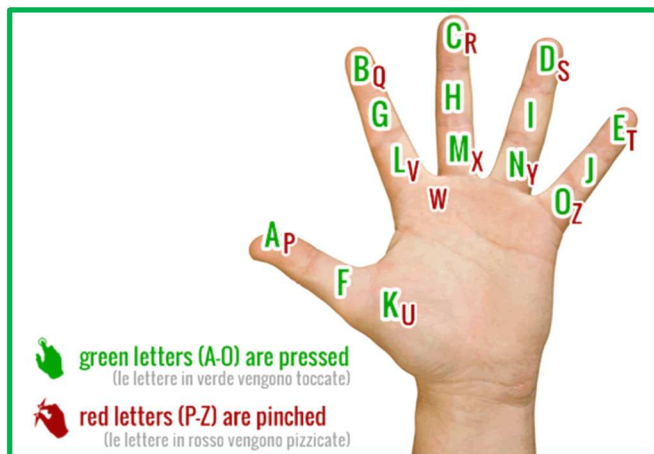 C R
B Q
D S
G
H
I
E T
L V
M X
N Y
J
W
O Z
A P
F
K U
green letters (A-O) are pressed
(le lettere in verde vengono toccate)
red letters (P-Z) are pinched
(le lettere in rosso vengono pizzicate)